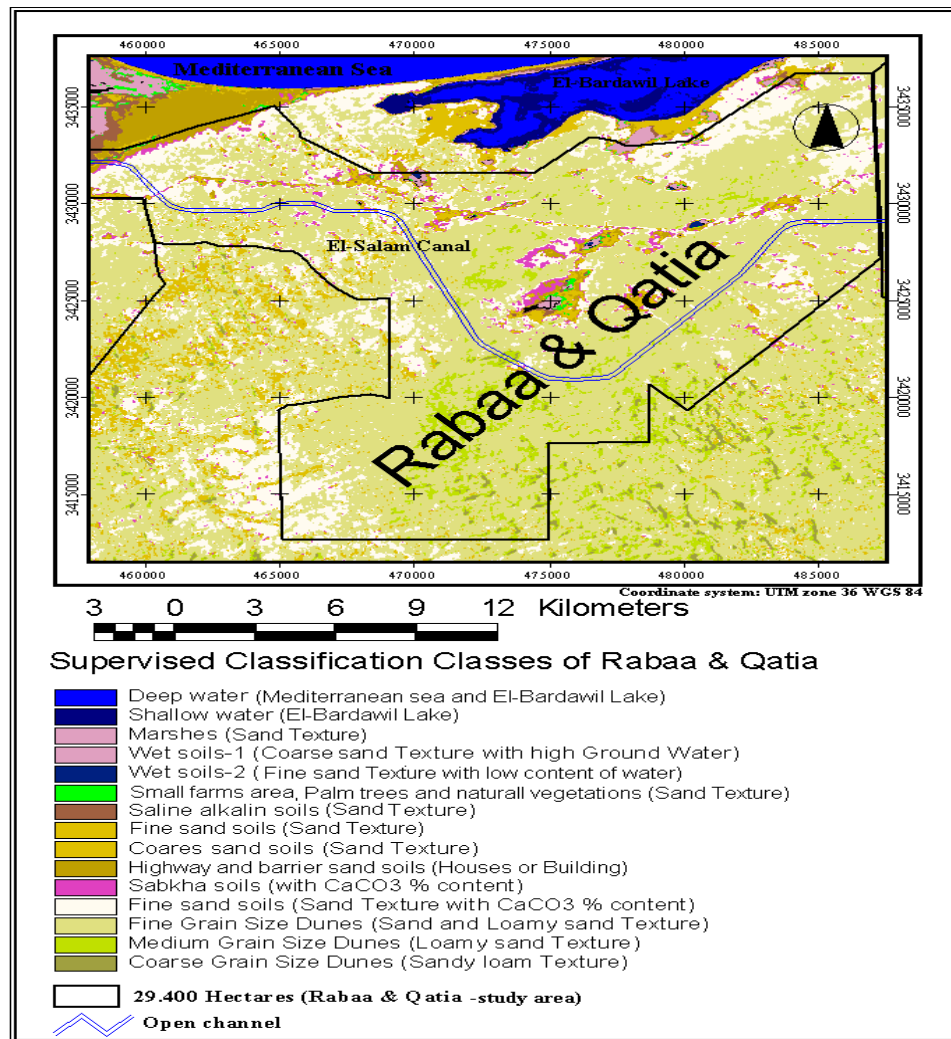 460000 465000 470000 475000 480000 485000
Mediterranean Sea
El-Bardawil Lake
3435000 3435000
3430000 3430000
El-Salam Canal
3425000 3425000
Rabaa & Qatia
3420000 3420000
3415000 3415000
460000 465000 470000 475000 480000 485000
Coordinate system: UTM zone 36 WGS 84
3 0 3 6 9 12 Kilometers
Supervised Classification Classes of Rabaa & Qatia
Deep water (Mediterranean sea and El-Bardawil Lake)
Shallow water (El-Bardawil Lake)
Marshes (Sand Texture)
Wet soils-1 (Coarse sand Texture with high Ground Water)
Wet soils-2 (Fine sand Texture with low content of water)
Small farms area, Palm trees and naturall vegetations (Sand Texture)
Saline alkalin soils (Sand Texture)
Fine sand soils (Sand Texture)
Coares sand soils (Sand Texture)
Highway and barrier sand soils (Houses or Building)
Sabkha soils (with CaCO3 % content)
Fine sand soils (Sand Texture with CaCO3 % content)
Fine Grain Size Dunes (Sand and Loamy sand Texture)
Medium Grain Size Dunes (Loamy sand Texture)
Coarse Grain Size Dunes (Sandy loam Texture)
29.400 Hectares (Rabaa & Qatia -study area)
Open channel